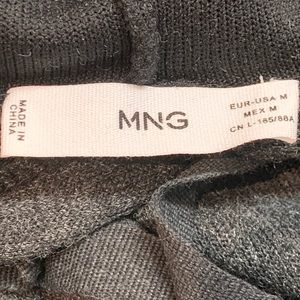 MADE IN
CHINA
MNG
EUR-USA M
MEX M
CN L-165/88A